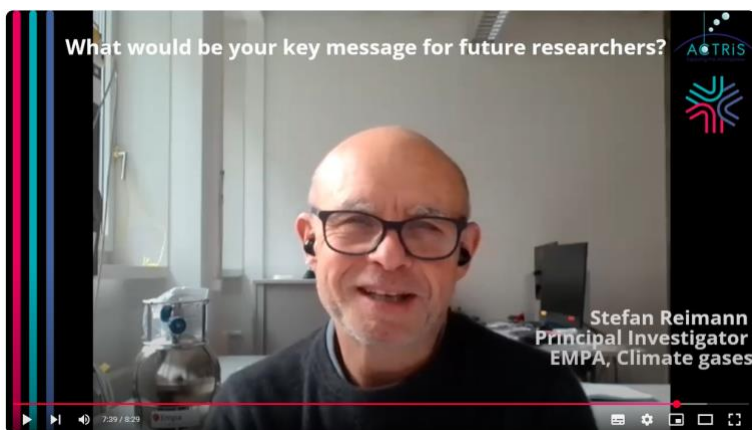 What would be your key message for future researchers?
ACTRIS
Stefan Reimann
Principal Investigator
EMPA, Climate gases
7:39 / 8:29
Empa